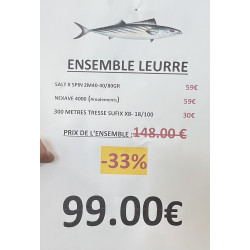 ENSEMBLE LEURRE
SALT X SPIN 2M40-40/80GR 59€
NEXAVE 4000 (4roulements) 59€
300 METRES TRESSE SUFIX X8- 18/100 30€
PRIX DE L'ENSEMBLE : 148.00 €
-33%
99.00€